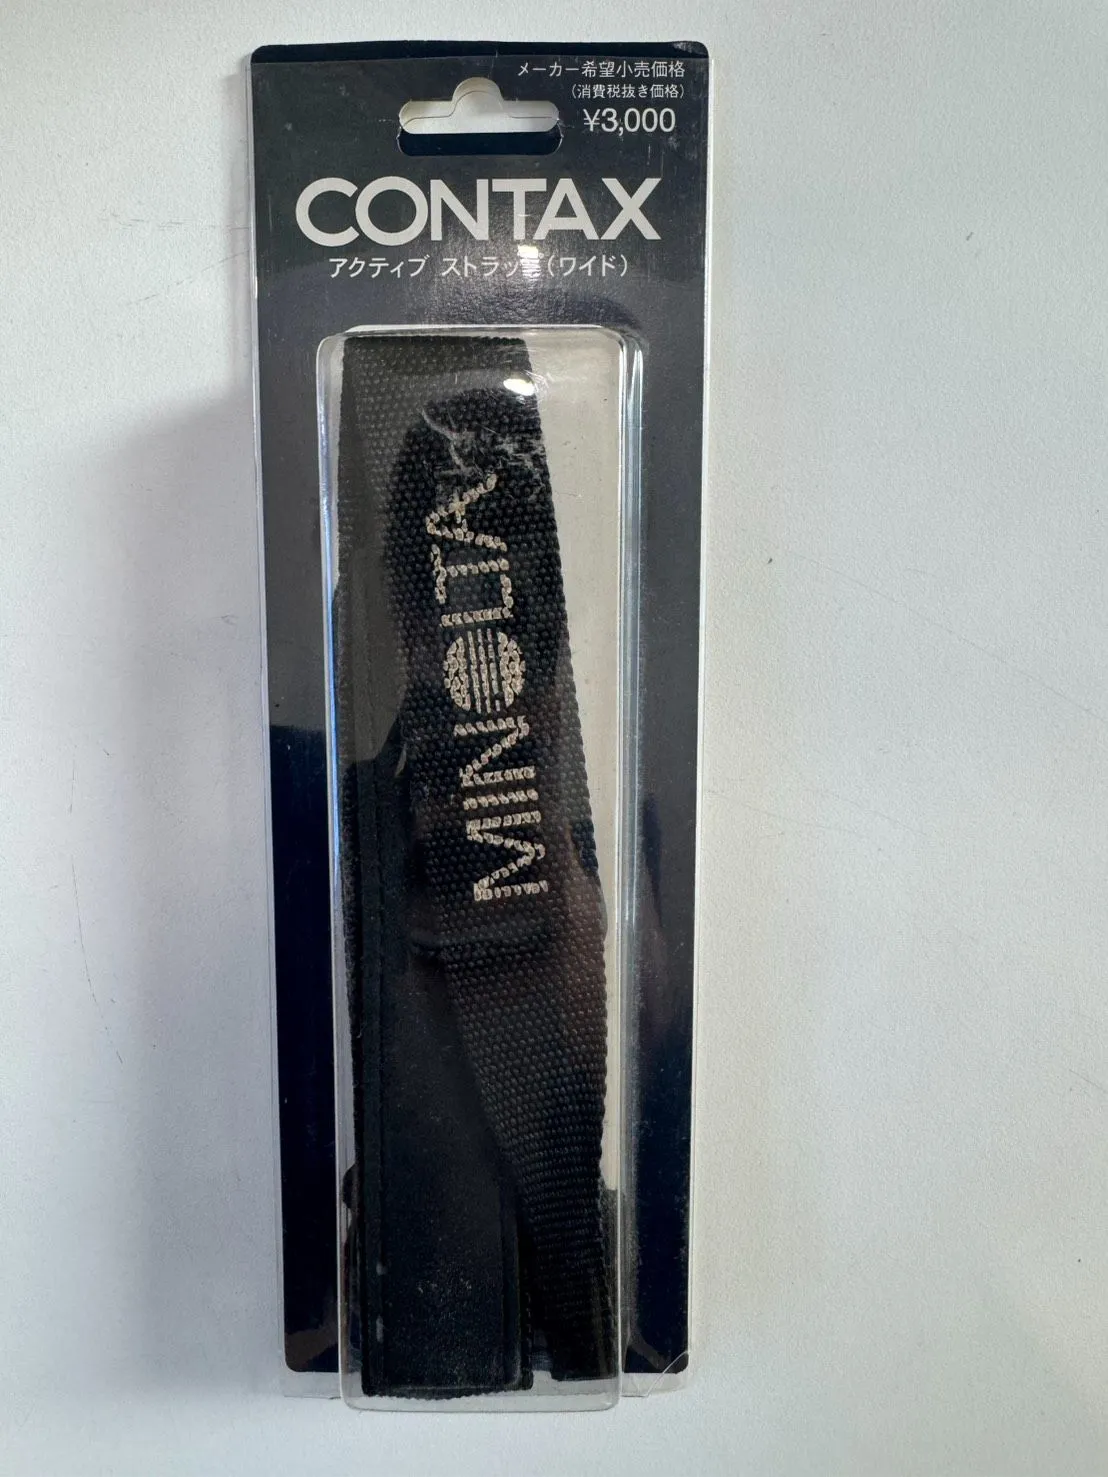 メーカー希望小売価格
(消費税抜き価格)
¥3,000
CONTAX
アクティブ ストラップ(ワイド)
MINOLTA